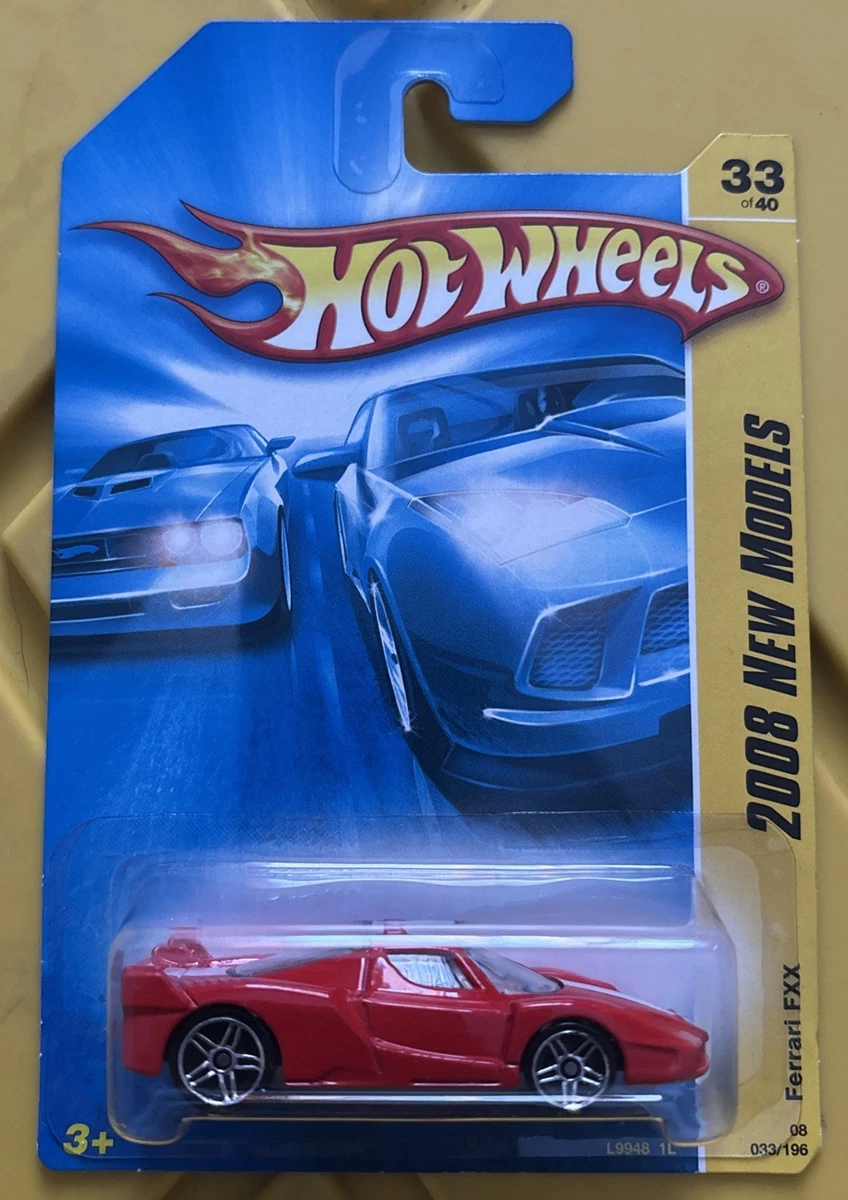 33
of 40
HOT WHEELS ®
2008 NEW MODELS
Ferrari FXX
3+
L9948 1L
08
033/196